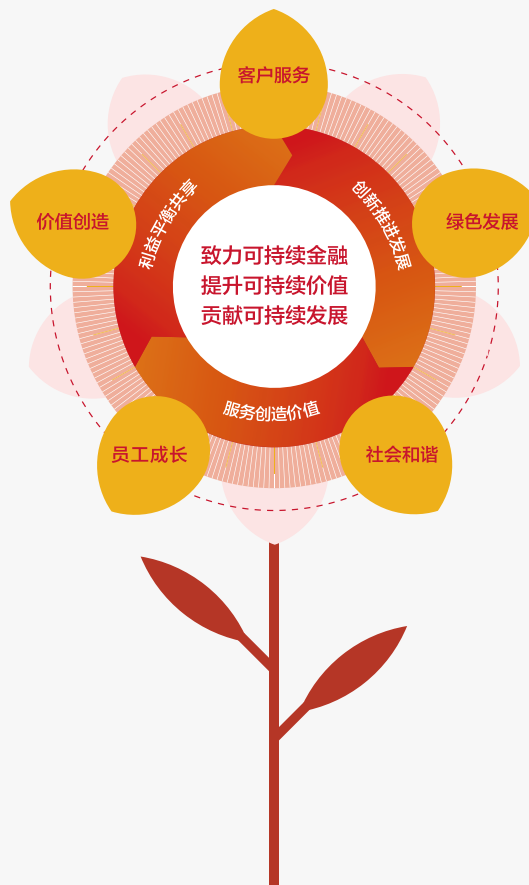 客户服务
价值创造
绿色发展
利益平衡共享
创新推进发展
致力可持续金融
提升可持续价值
贡献可持续发展
服务创造价值
员工成长
社会和谐